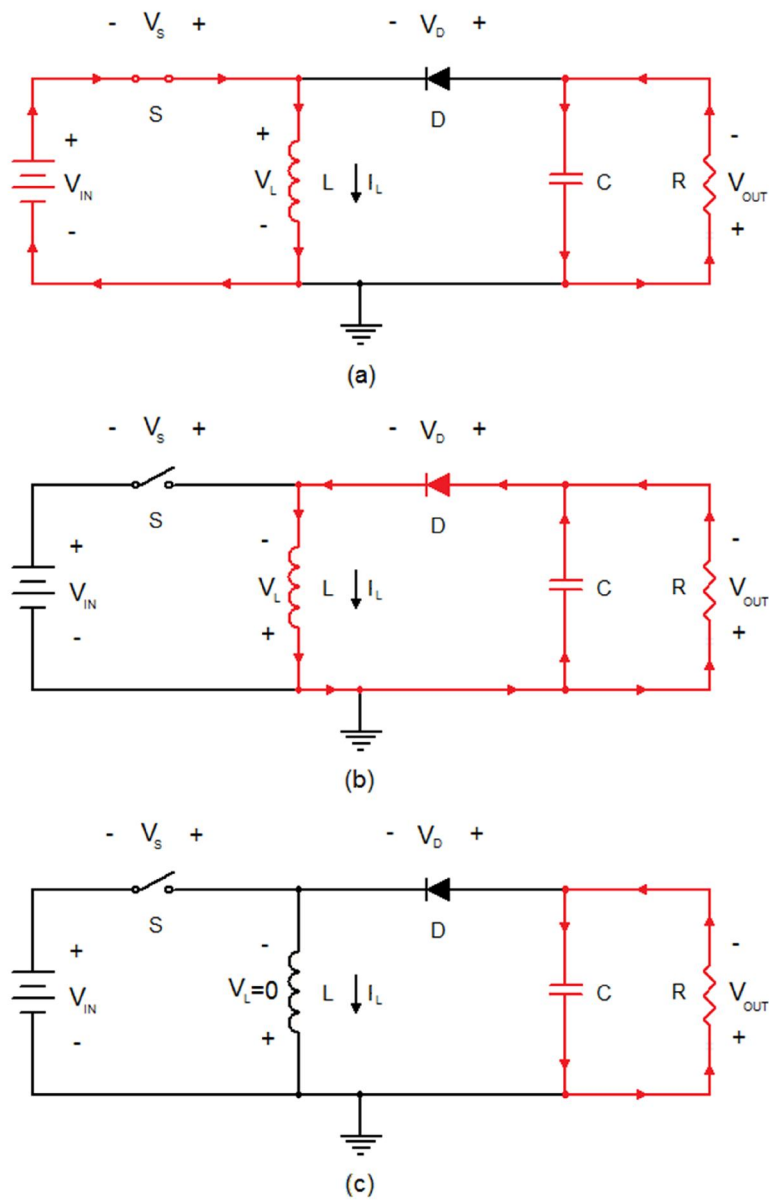 - V_S + - V_D +
S D
+ V_IN - + V_L - L I_L C R - V_OUT +
(a)
- V_S + - V_D +
S D
+ V_IN - - V_L + L I_L C R - V_OUT +
(b)
- V_S + - V_D +
S D
+ V_IN - - V_L=0 + L I_L C R - V_OUT +
(c)